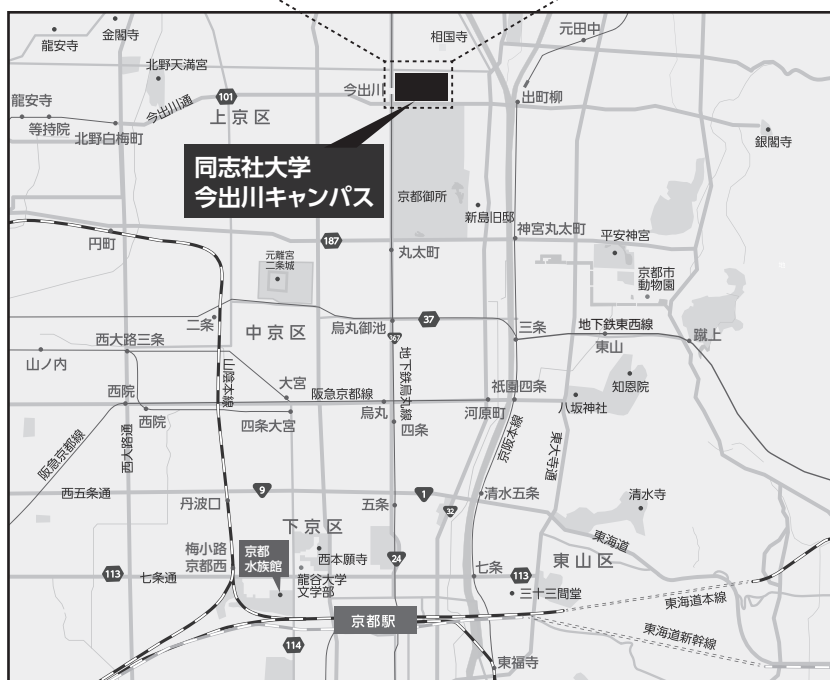 元田中
金閣寺
龍安寺
相国寺
北野天満宮
今出川
101
出町柳
龍安寺
今出川通
上京区
等持院
北野白梅町
銀閣寺
同志社大学
今出川キャンパス
京都御所
新島旧邸
神宮丸太町
平安神宮
円町
187
丸太町
元離宮
二条城
京都市
動物園
二条
中京区
烏丸御池
37
三条
地下鉄東西線
蹴上
367
東山
西大路三条
山ノ内
山陰本線
地下鉄烏丸線
大宮
阪急京都線
祇園四条
知恩院
西院
烏丸
河原町
八坂神社
西院
四条大宮
四条
京阪本線
東大寺通
西大路通
阪急京都線
西五条通
9
1
清水五条
清水寺
丹波口
五条
32
下京区
東海道
梅小路
京都西
京都
水族館
西本願寺
24
東山区
113
七条通
龍谷大学
文学部
七条
113
三十三間堂
東海道本線
京都駅
東海道新幹線
114
東福寺